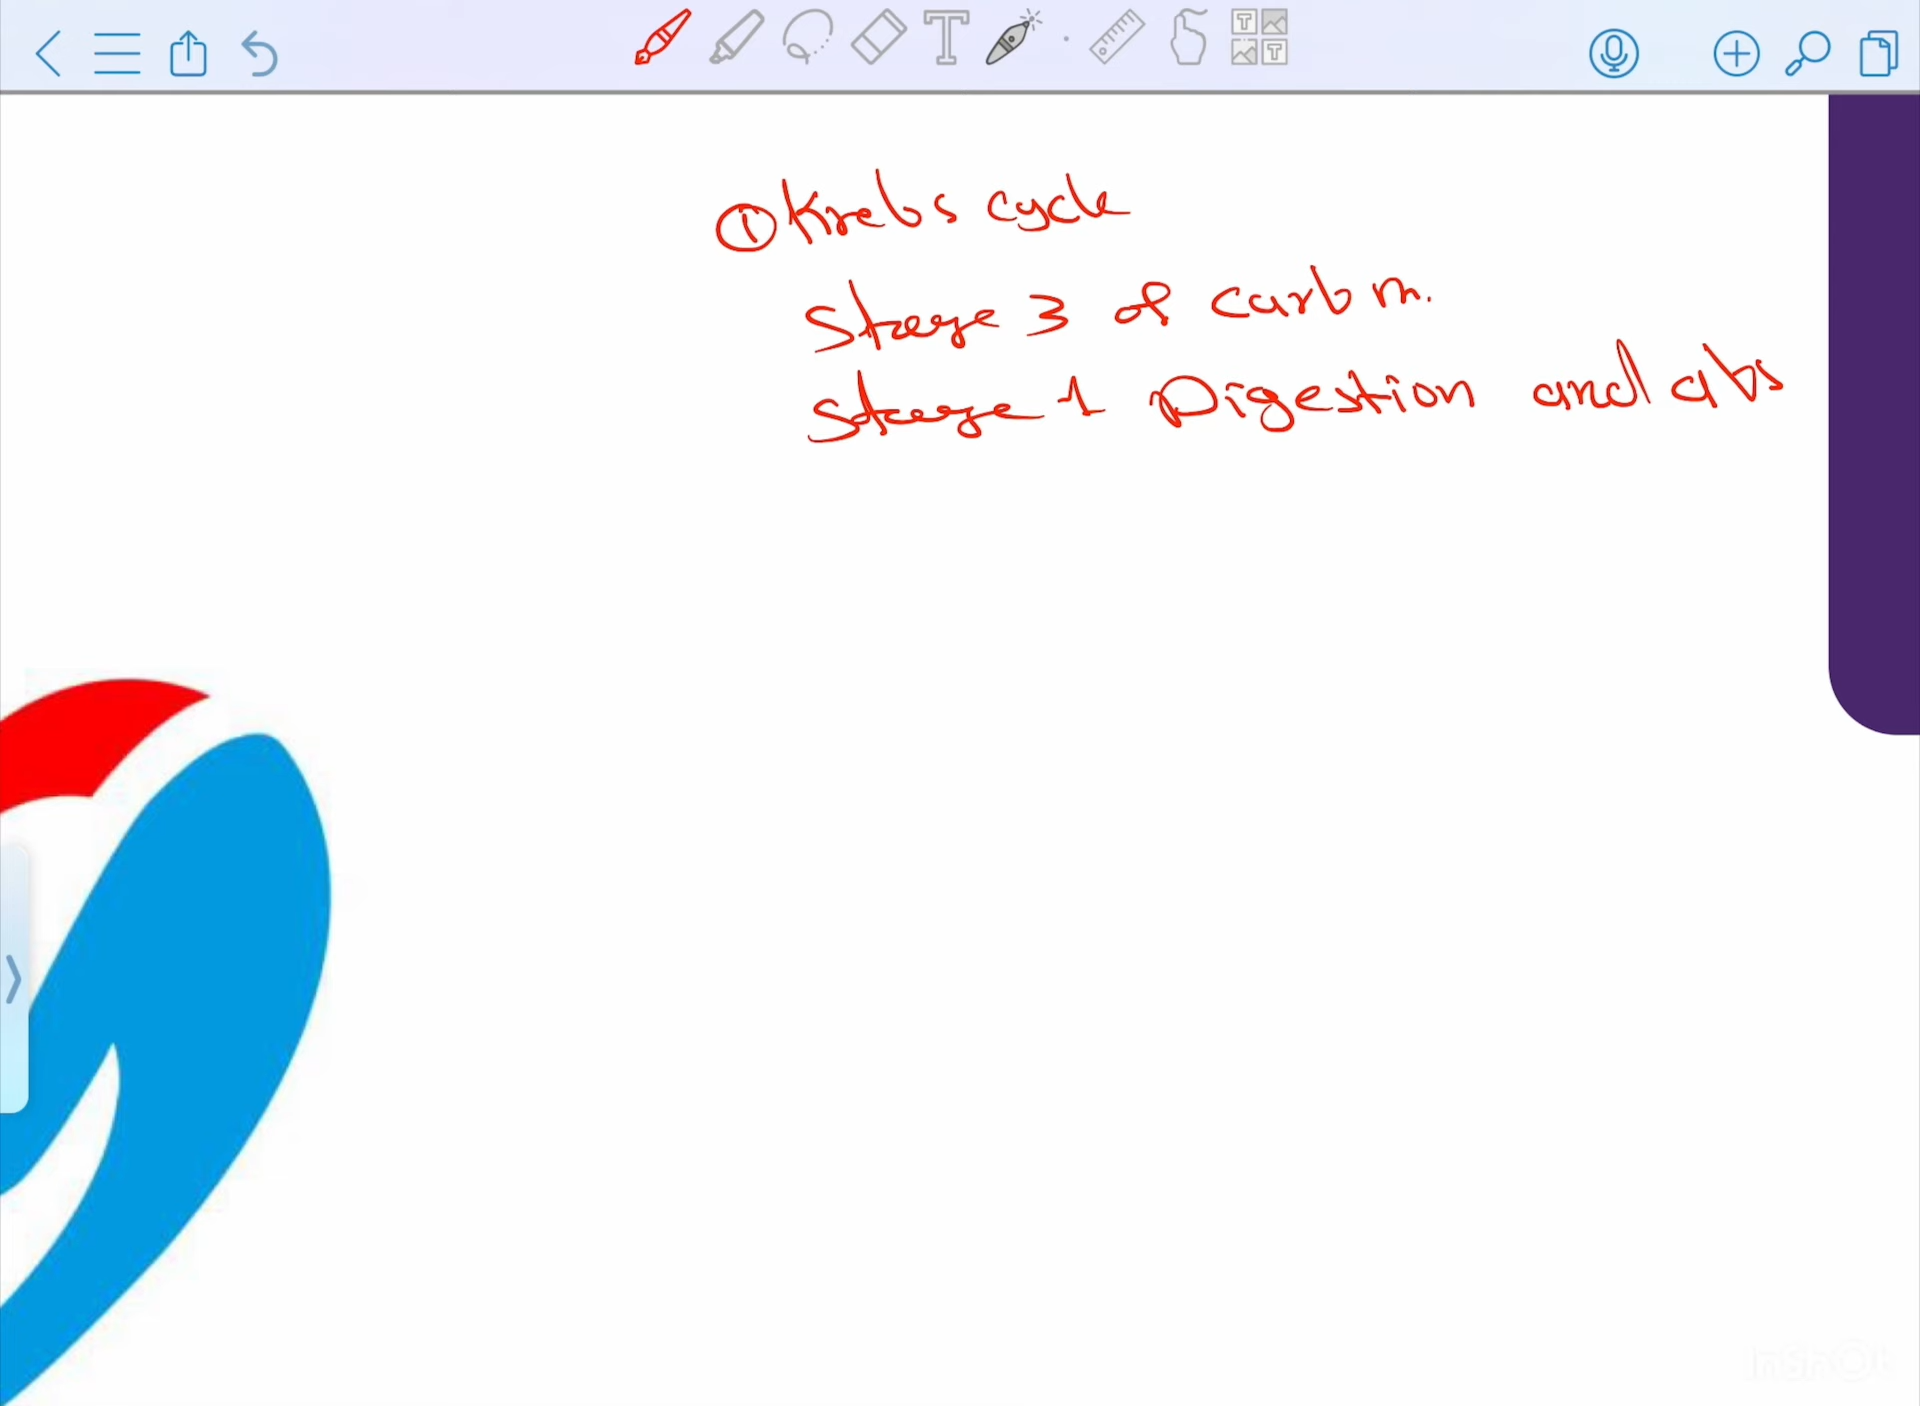 ① Krebs cycle
Stage 3 of carb m.
Stage 1 Digestion and abs